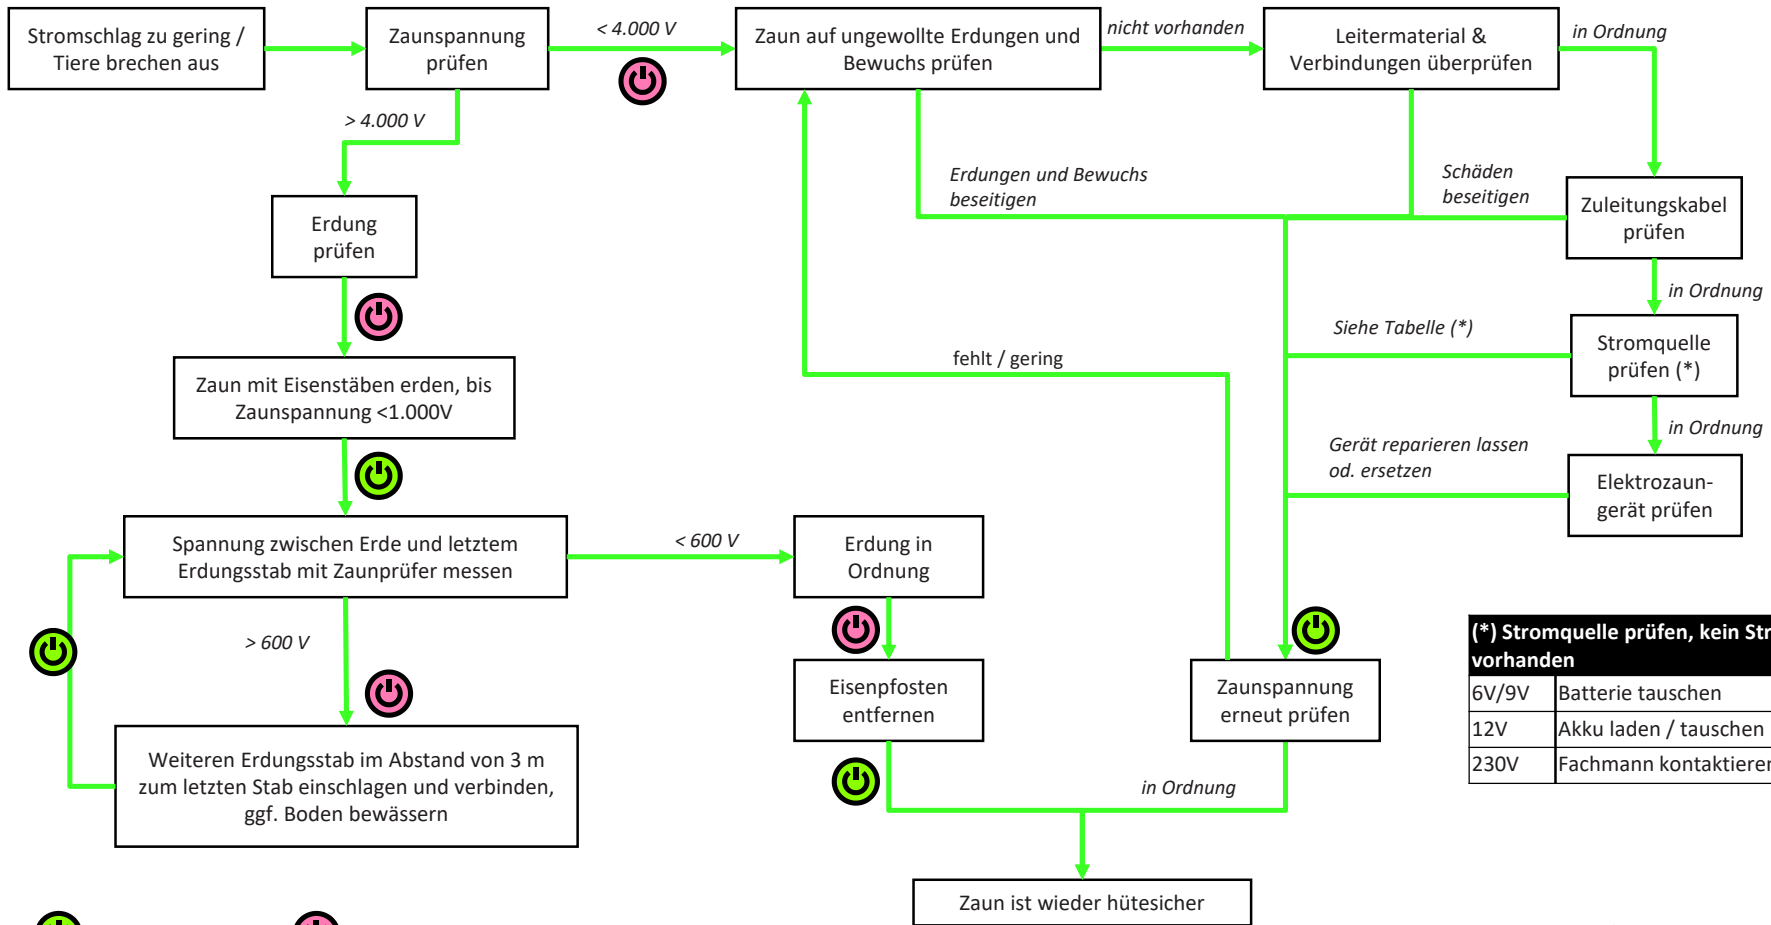 Stromschlag zu gering /
Tiere brechen aus
Zaunspannung
prüfen
< 4.000 V
Zaun auf ungewollte Erdungen und
Bewuchs prüfen
nicht vorhanden
Leitermaterial &
Verbindungen überprüfen
in Ordnung
> 4.000 V
Erdung
prüfen
Erdungen und Bewuchs
beseitigen
Schäden
beseitigen
Zuleitungskabel
prüfen
in Ordnung
Siehe Tabelle (*)
Stromquelle
prüfen (*)
fehlt / gering
Zaun mit Eisenstäben erden, bis
Zaunspannung <1.000V
in Ordnung
Gerät reparieren lassen
od. ersetzen
Elektrozaun-
gerät prüfen
Spannung zwischen Erde und letztem
Erdungsstab mit Zaunprüfer messen
< 600 V
Erdung in
Ordnung
> 600 V
Eisenpfosten
entfernen
Zaunspannung
erneut prüfen
(*) Stromquelle prüfen, kein
vorhanden
6V/9V Batterie tauschen
12V Akku laden / tauschen
230V Fachmann
Weiteren Erdungsstab im Abstand von 3 m
zum letzten Stab einschlagen und verbinden,
ggf. Boden bewässern
in Ordnung
Zaun ist wieder hütesicher